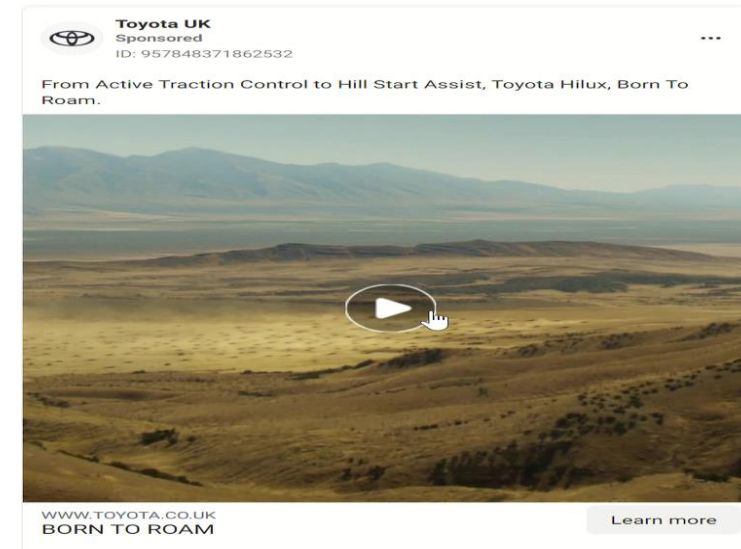 Toyota UK
Sponsored
ID: 957848371862532
From Active Traction Control to Hill Start Assist, Toyota Hilux, Born To
Roam.
WWW.TOYOTA.CO.UK
BORN TO ROAM
Learn more